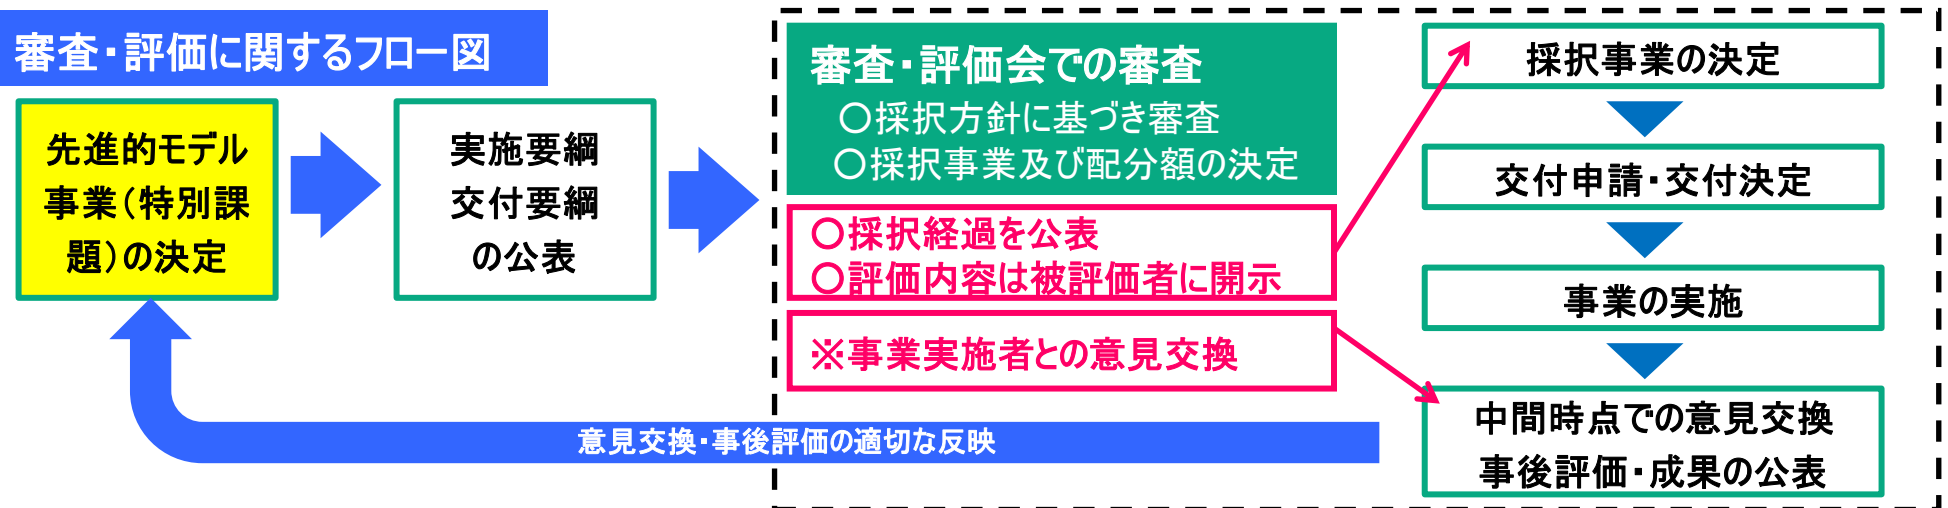 審査・評価に関するフロー図
先進的モデル
事業（特別課
題）の決定
実施要綱
交付要綱
の公表
審査・評価会での審査
○採択方針に基づき審査
○採択事業及び配分額の決定
○採択経過を公表
○評価内容は被評価者に開示
※事業実施者との意見交換
採択事業の決定
交付申請・交付決定
事業の実施
中間時点での意見交換
事後評価・成果の公表
意見交換・事後評価の適切な反映